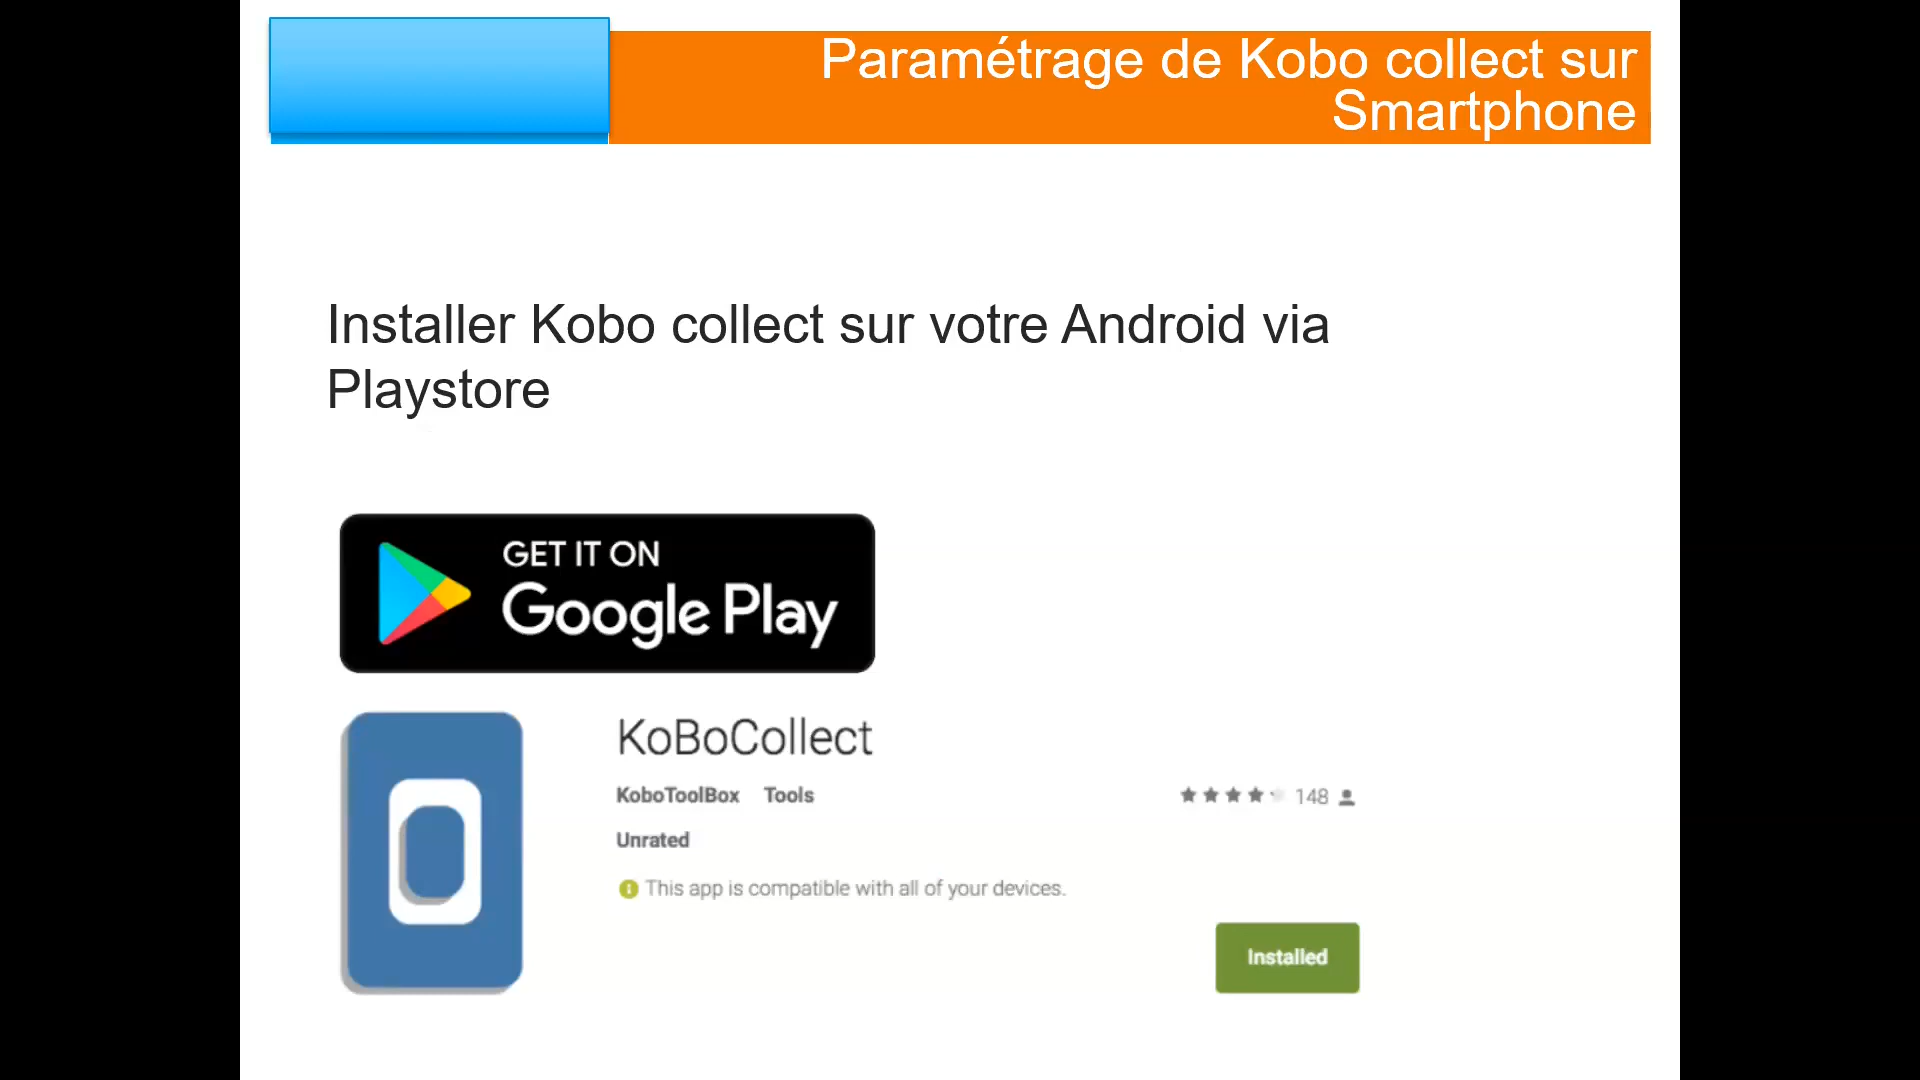 Paramétrage de Kobo collect sur
Smartphone
Installer Kobo collect sur votre Android via
Playstore
GET IT ON
Google Play
KoBoCollect
KoboToolBox Tools
148
Unrated
This app is compatible with all of your devices.
Installed